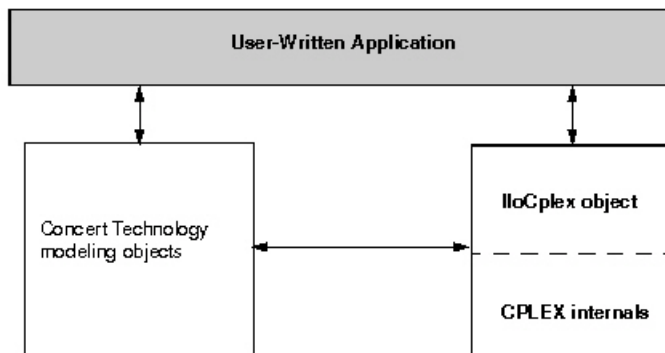 User-Written Application
Concert Technology
modeling objects
IloCplex object
CPLEX internals